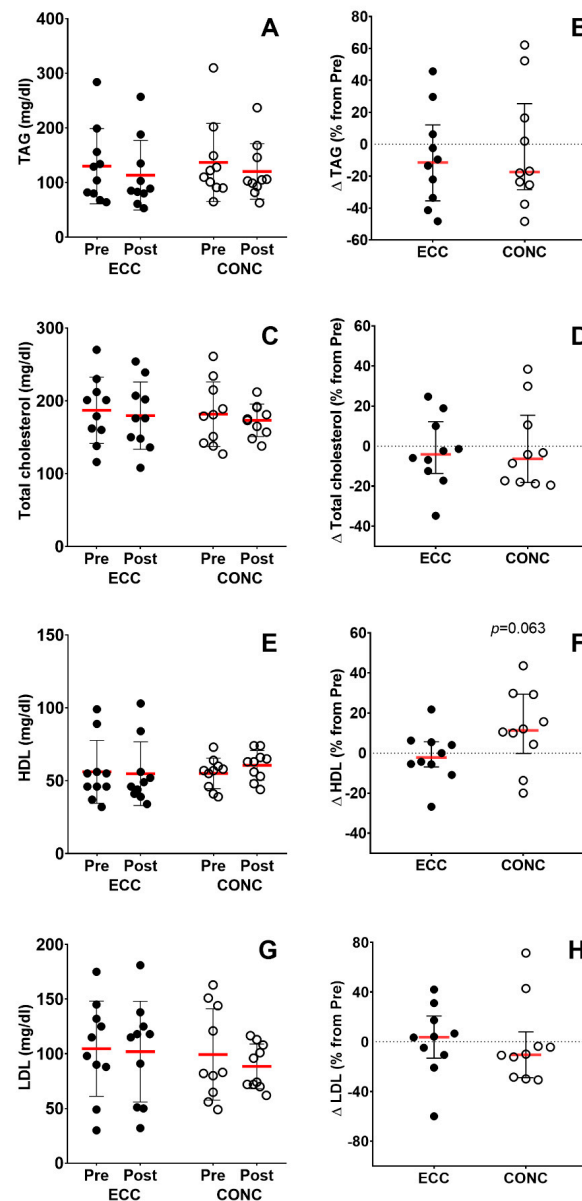 A
TAG (mg/dl)
400
300
200
100
0
Pre Post Pre Post
ECC CONC
B
Δ TAG (% from Pre)
80
60
40
20
0
-20
-40
-60
ECC CONC
C
Total cholesterol (mg/dl)
300
200
100
0
Pre Post Pre Post
ECC CONC
D
Δ Total cholesterol (% from Pre)
60
40
20
0
-20
-40
ECC CONC
E
HDL (mg/dl)
150
100
50
0
Pre Post Pre Post
ECC CONC
F
p=0.063
Δ HDL (% from Pre)
60
40
20
0
-20
-40
ECC CONC
G
LDL (mg/dl)
200
150
100
50
0
Pre Post Pre Post
ECC CONC
H
Δ LDL (% from Pre)
80
40
0
-40
-80
ECC CONC